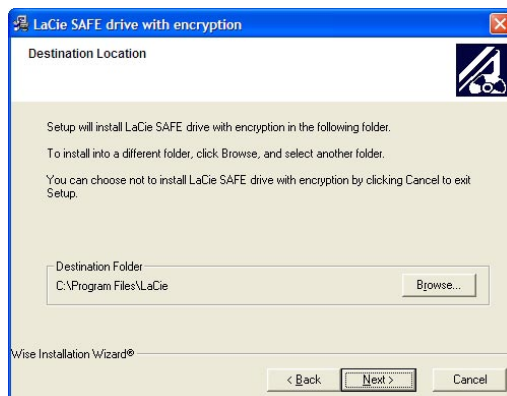 LaCie SAFE drive with encryption
Destination Location
Setup will install LaCie SAFE drive with encryption in the following folder.
To install into a different folder, click Browse, and select another folder.
You can choose not to install LaCie SAFE drive with encryption by clicking Cancel to exit
Setup.
Destination Folder
C:\Program Files\LaCie
Browse...
Wise Installation Wizard®
< Back
Next >
Cancel